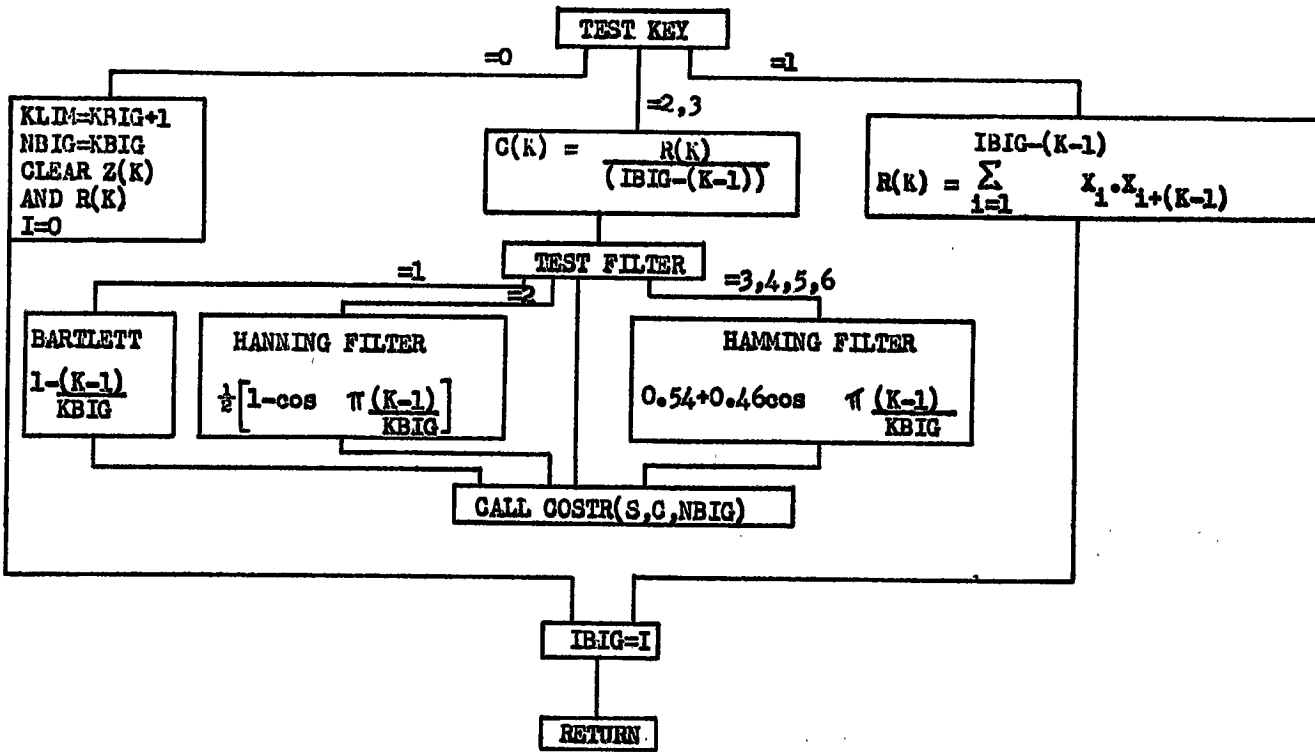 TEST KEY
=0
=1
=2,3
KLIM=KBIG+1
NBIG=KBIG
CLEAR Z(K)
AND R(K)
I=0
C(K) = R(K)
(IBIG-(K-1))
IBIG-(K-1)
R(K) = Σ X_i.X_i+(K-1)
i=1
TEST FILTER
=1
=2
=3,4,5,6
BARTLETT
1-(K-1)
KBIG
HANNING FILTER
½[1-cos π(K-1)]
KBIG
HAMMING FILTER
0.54+0.46cos π(K-1)
KBIG
CALL COSTR(S,C,NBIG)
IBIG=I
RETURN